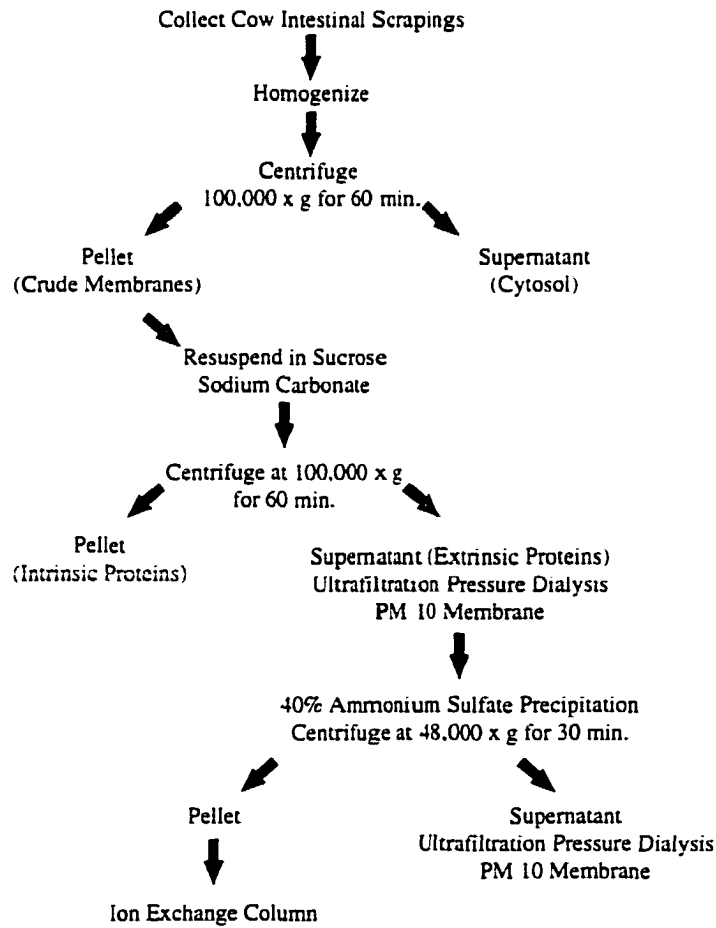 Collect Cow Intestinal Scrapings
Homogenize
Centrifuge
100,000 x g for 60 min.
Pellet
(Crude Membranes)
Supernatant
(Cytosol)
Resuspend in Sucrose
Sodium Carbonate
Centrifuge at 100,000 x g
for 60 min.
Pellet
(Intrinsic Proteins)
Supernatant (Extrinsic Proteins)
Ultrafiltration Pressure Dialysis
PM 10 Membrane
40% Ammonium Sulfate Precipitation
Centrifuge at 48,000 x g for 30 min.
Pellet
Supernatant
Ultrafiltration Pressure Dialysis
PM 10 Membrane
Ion Exchange Column